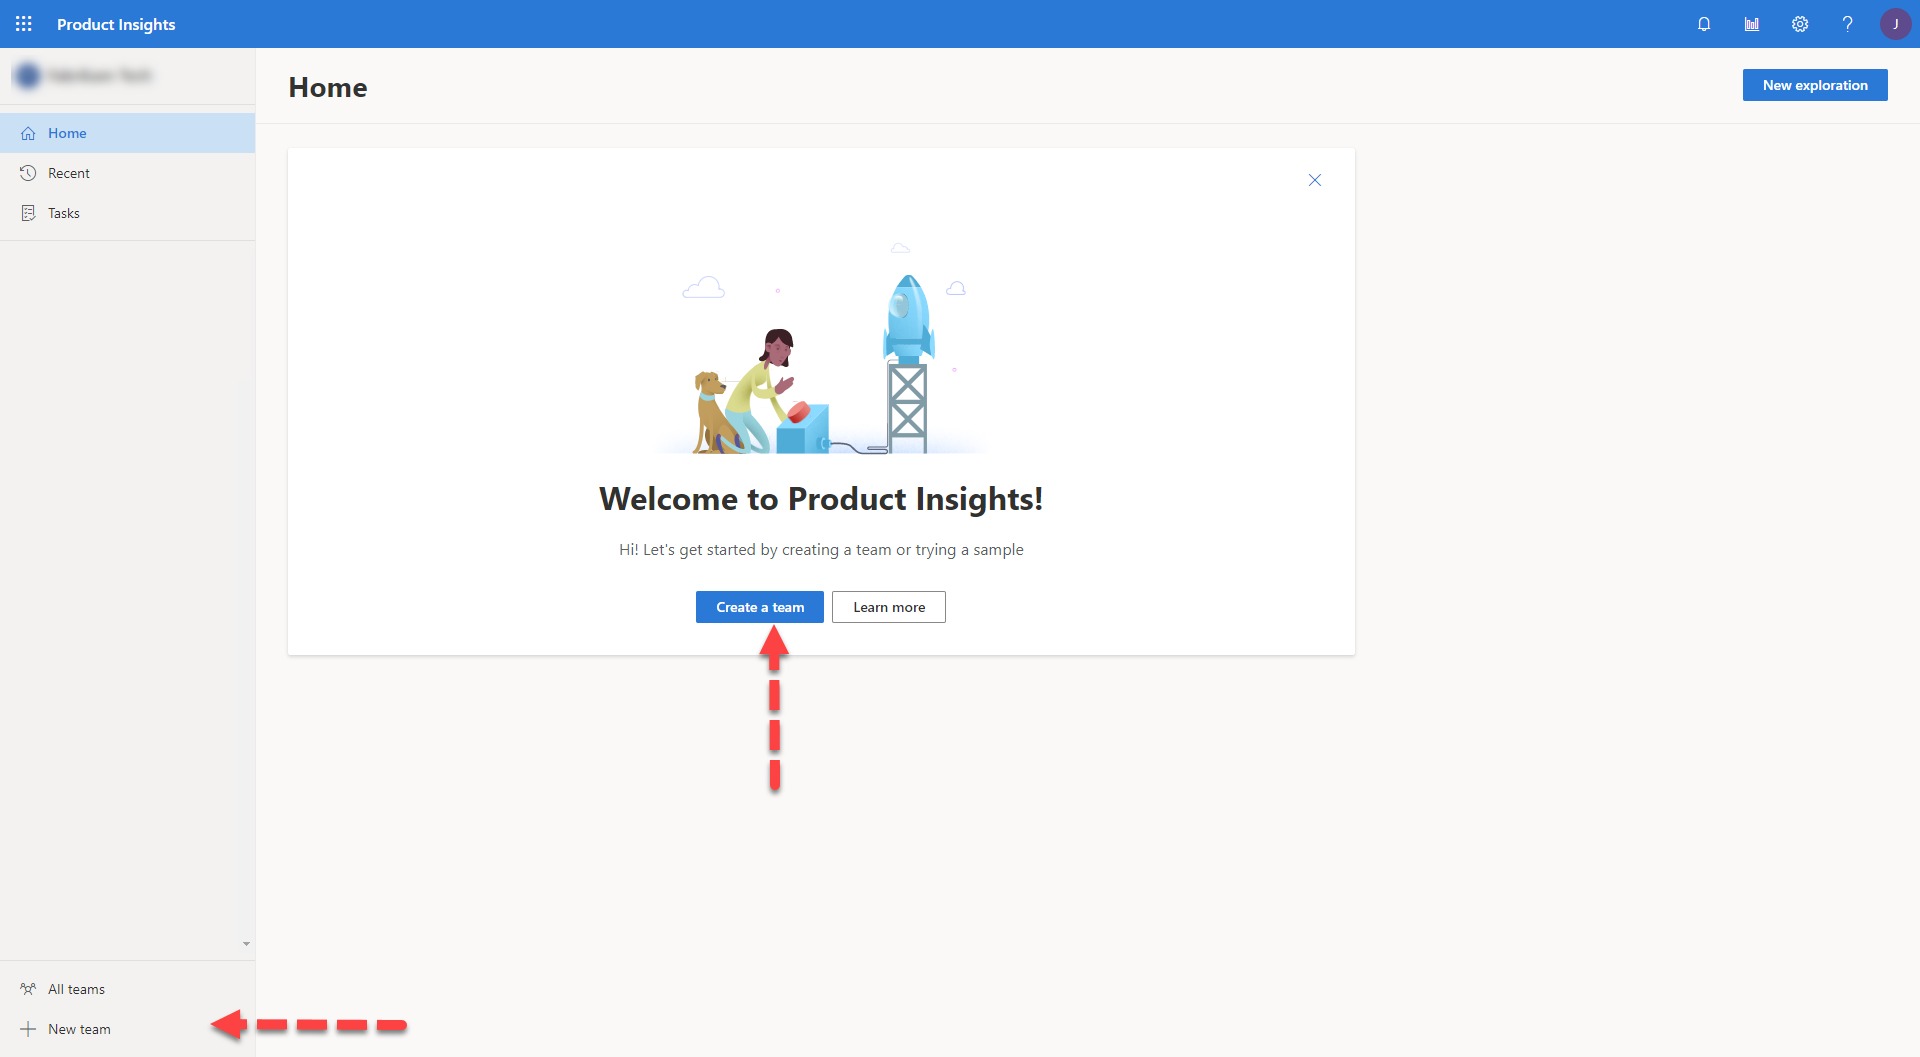 Product Insights
J
Home
Recent
Tasks
All teams
New team
Home
New exploration
Welcome to Product Insights!
Hi! Let's get started by creating a team or trying a sample
Create a team
Learn more